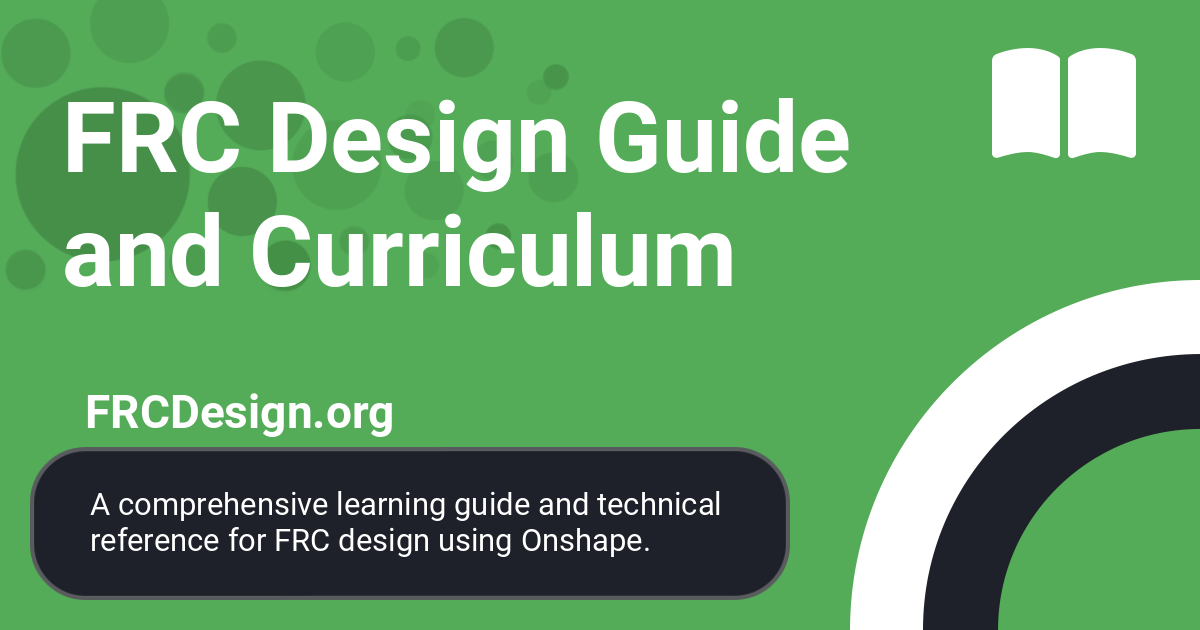 FRC Design Guide
and Curriculum
FRCDesign.org
A comprehensive learning guide and technical
reference for FRC design using Onshape.